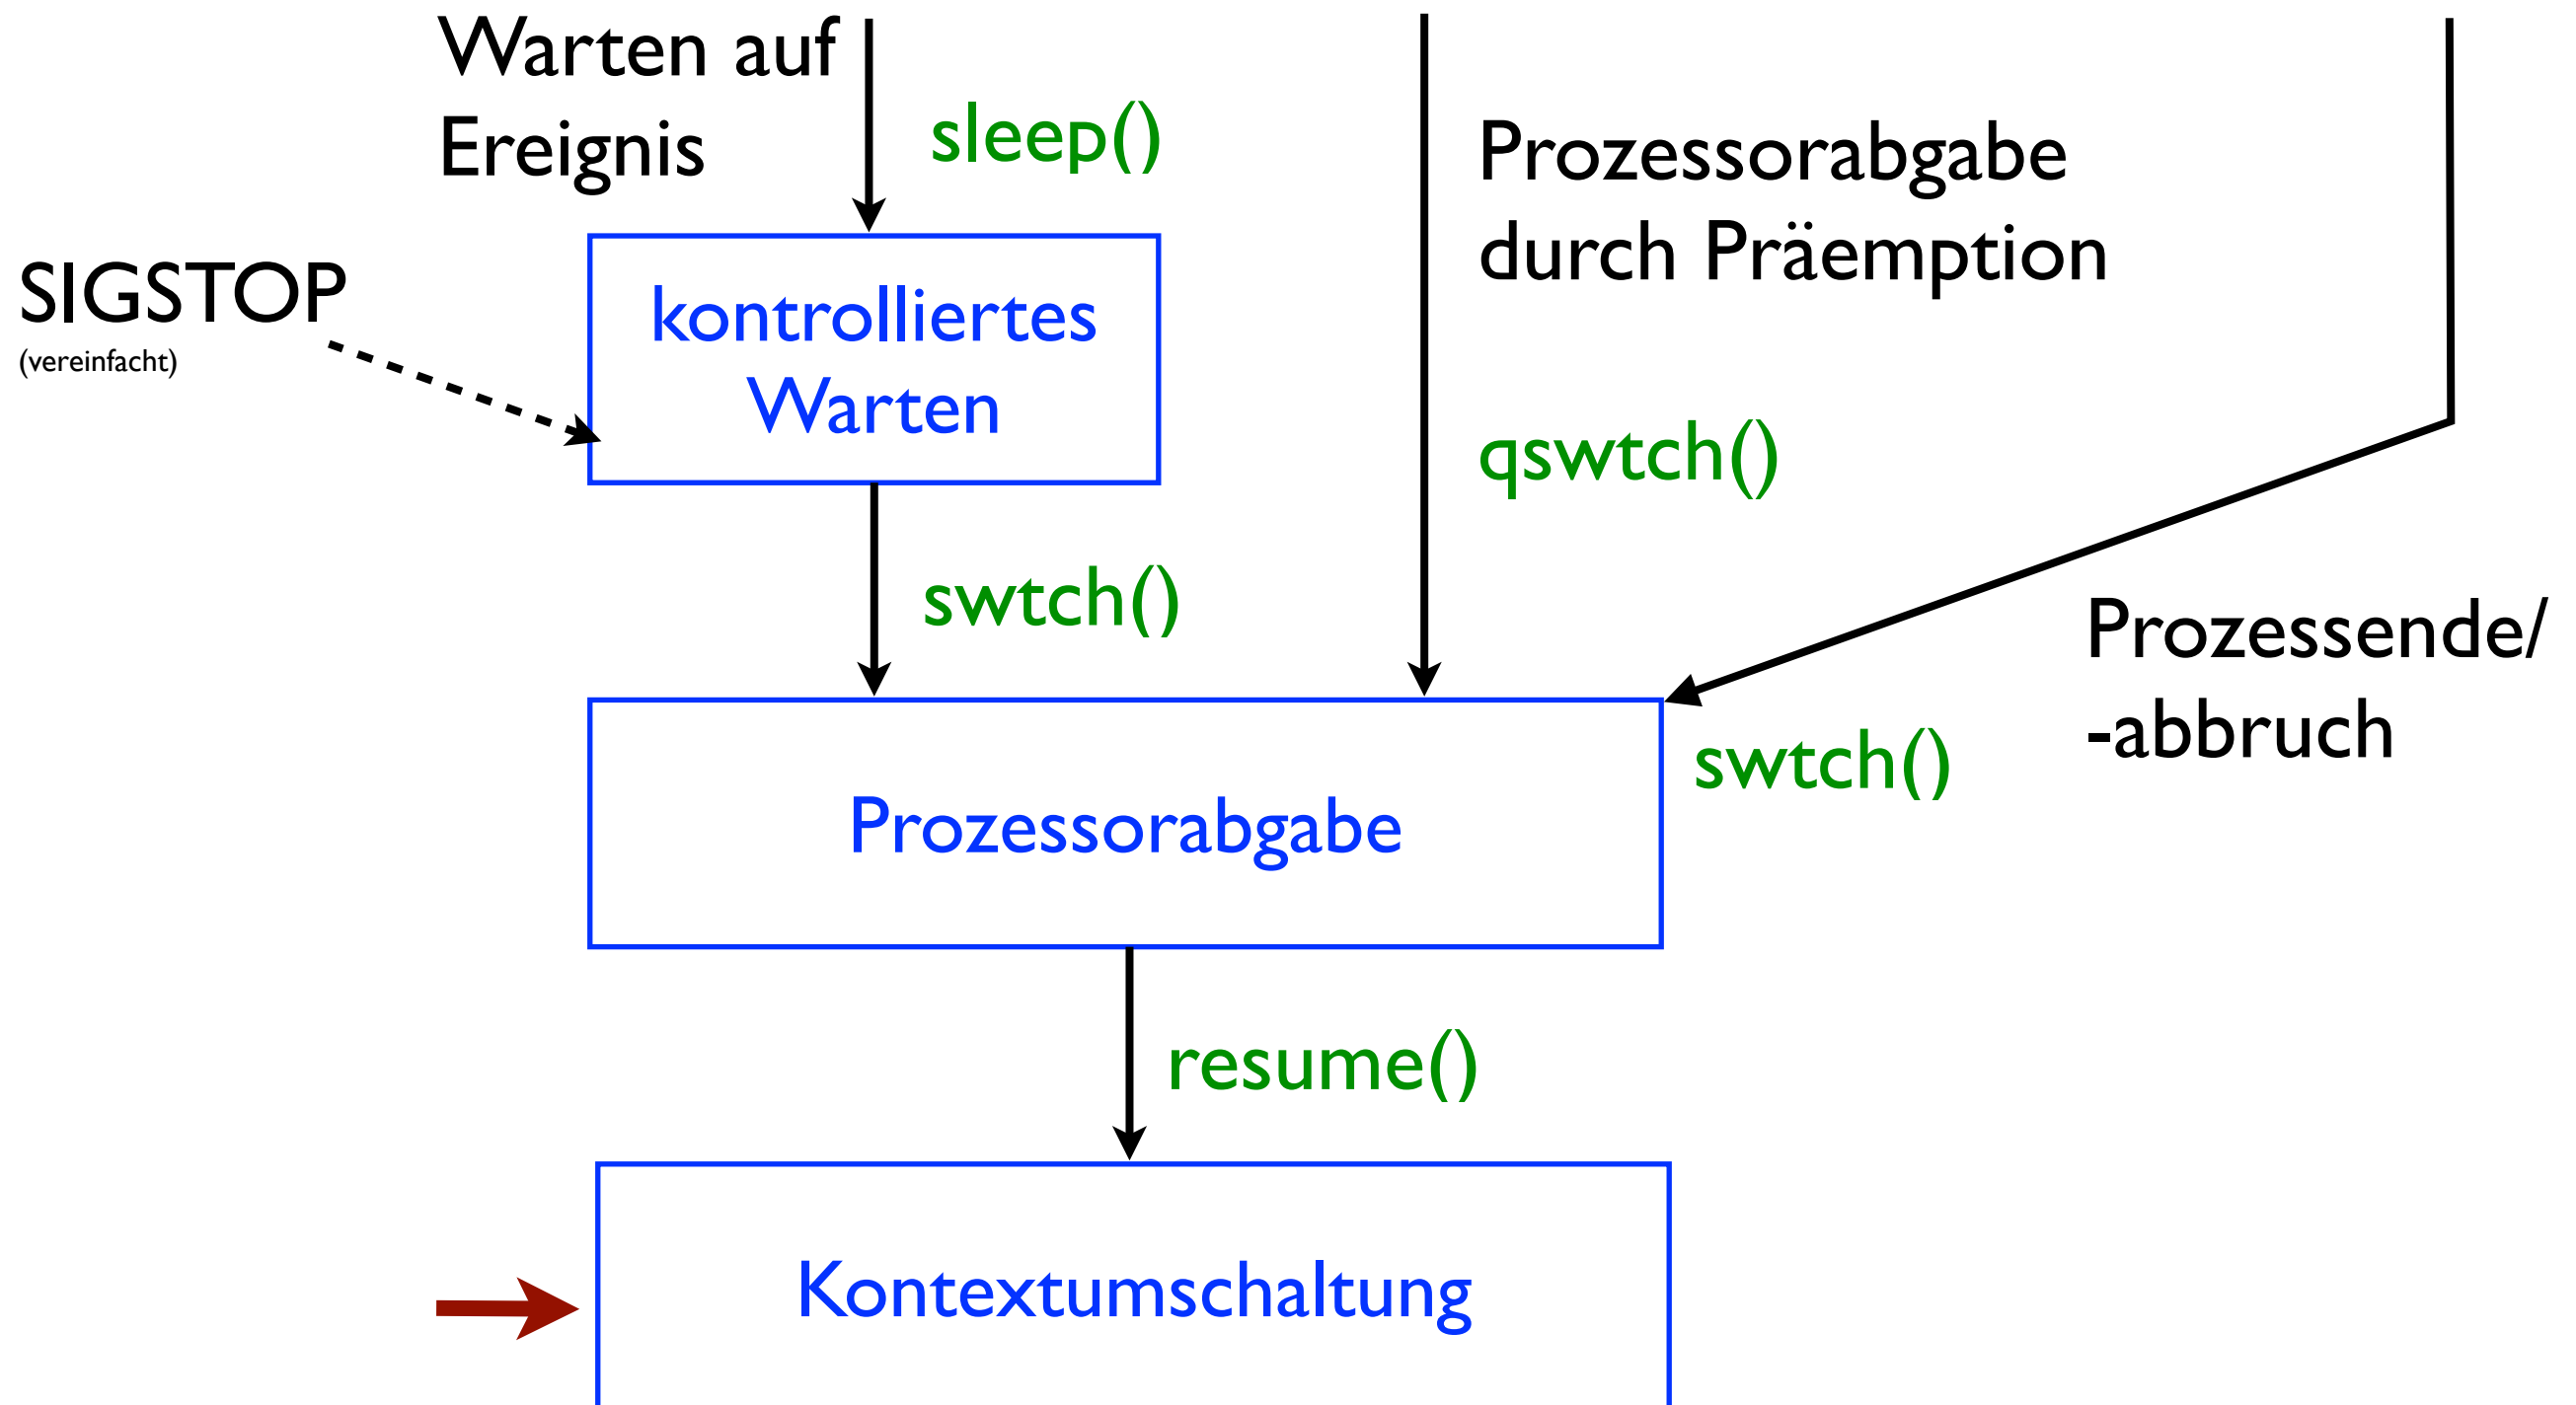 Warten auf
Ereignis
sleep()
Prozessorabgabe
durch Präemption
SIGSTOP
(vereinfacht)
kontrolliertes
Warten
qswtch()
swtch()
Prozessende/
-abbruch
swtch()
Prozessorabgabe
resume()
Kontextumschaltung